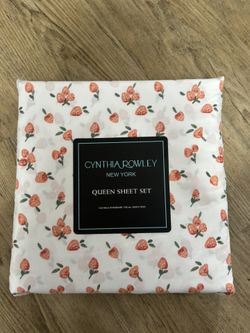 CYNTHIA ROWLEY
NEW YORK
QUEEN SHEET SET